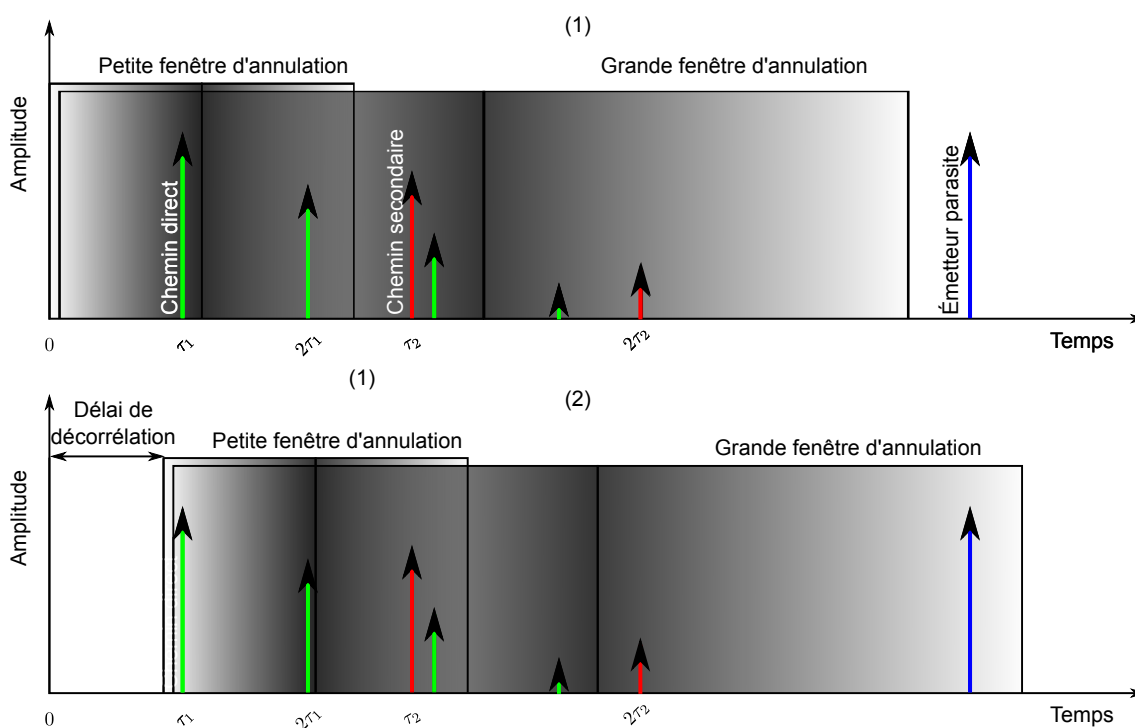 (1)
Petite fenêtre d'annulation
Grande fenêtre d'annulation
Amplitude
Chemin direct
Chemin secondaire
Émetteur parasite
0
τ1
2τ1
τ2
2τ2
Temps
(1)
(2)
Délai de
décorrélation
Petite fenêtre d'annulation
Grande fenêtre d'annulation
Amplitude
0
τ1
2τ1
τ2
2τ2
Temps